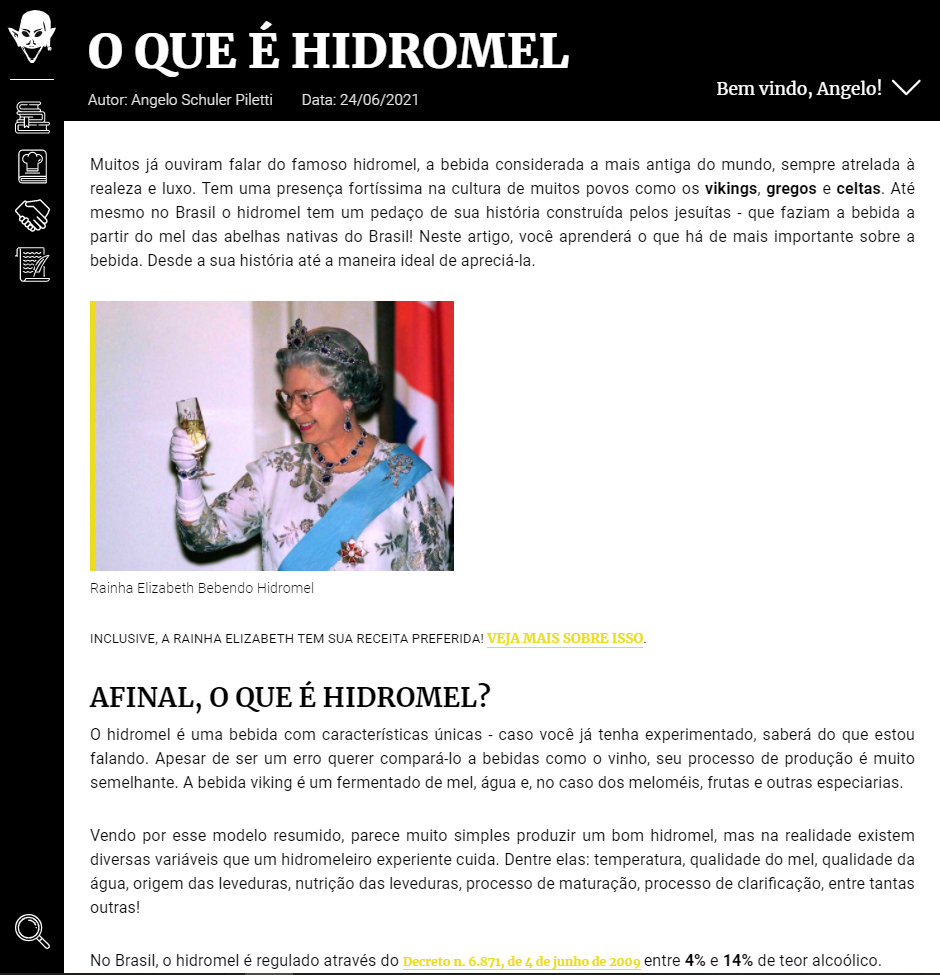 O QUE É HIDROMEL
Autor: Angelo Schuler Piletti Data: 24/06/2021
Bem vindo, Angelo!
Muitos já ouviram falar do famoso hidromel, a bebida considerada a mais antiga do mundo, sempre atrelada à
realeza e luxo. Tem uma presença fortíssima na cultura de muitos povos como os vikings, gregos e celtas. Até
mesmo no Brasil o hidromel tem um pedaço de sua história construída pelos jesuítas - que faziam a bebida a
partir do mel das abelhas nativas do Brasil! Neste artigo, você aprenderá o que há de mais importante sobre a
bebida. Desde a sua história até a maneira ideal de apreciá-la.
Rainha Elizabeth Bebendo Hidromel
INCLUSIVE, A RAINHA ELIZABETH TEM SUA RECEITA PREFERIDA! VEJA MAIS SOBRE ISSO.
AFINAL, O QUE É HIDROMEL?
O hidromel é uma bebida com características únicas - caso você já tenha experimentado, saberá do que estou
falando. Apesar de ser um erro querer compará-lo a bebidas como o vinho, seu processo de produção é muito
semelhante. A bebida viking é um fermentado de mel, água e, no caso dos meloméis, frutas e outras especiarias.
Vendo por esse modelo resumido, parece muito simples produzir um bom hidromel, mas na realidade existem
diversas variáveis que um hidromeleiro experiente cuida. Dentre elas: temperatura, qualidade do mel, qualidade da
água, origem das leveduras, nutrição das leveduras, processo de maturação, processo de clarificação, entre tantas
outras!
No Brasil, o hidromel é regulado através do Decreto n. 6.871, de 4 de junho de 2009 entre 4% e 14% de teor alcoólico.